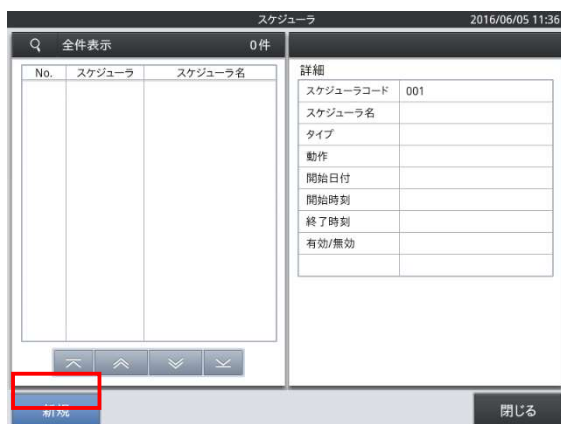 スケジューラ 2016/06/05 11:36
全件表示 0件
No. スケジューラ スケジューラ名
詳細
スケジューラコード 001
スケジューラ名
タイプ
動作
開始日付
開始時刻
終了時刻
有効/無効
新規
閉じる